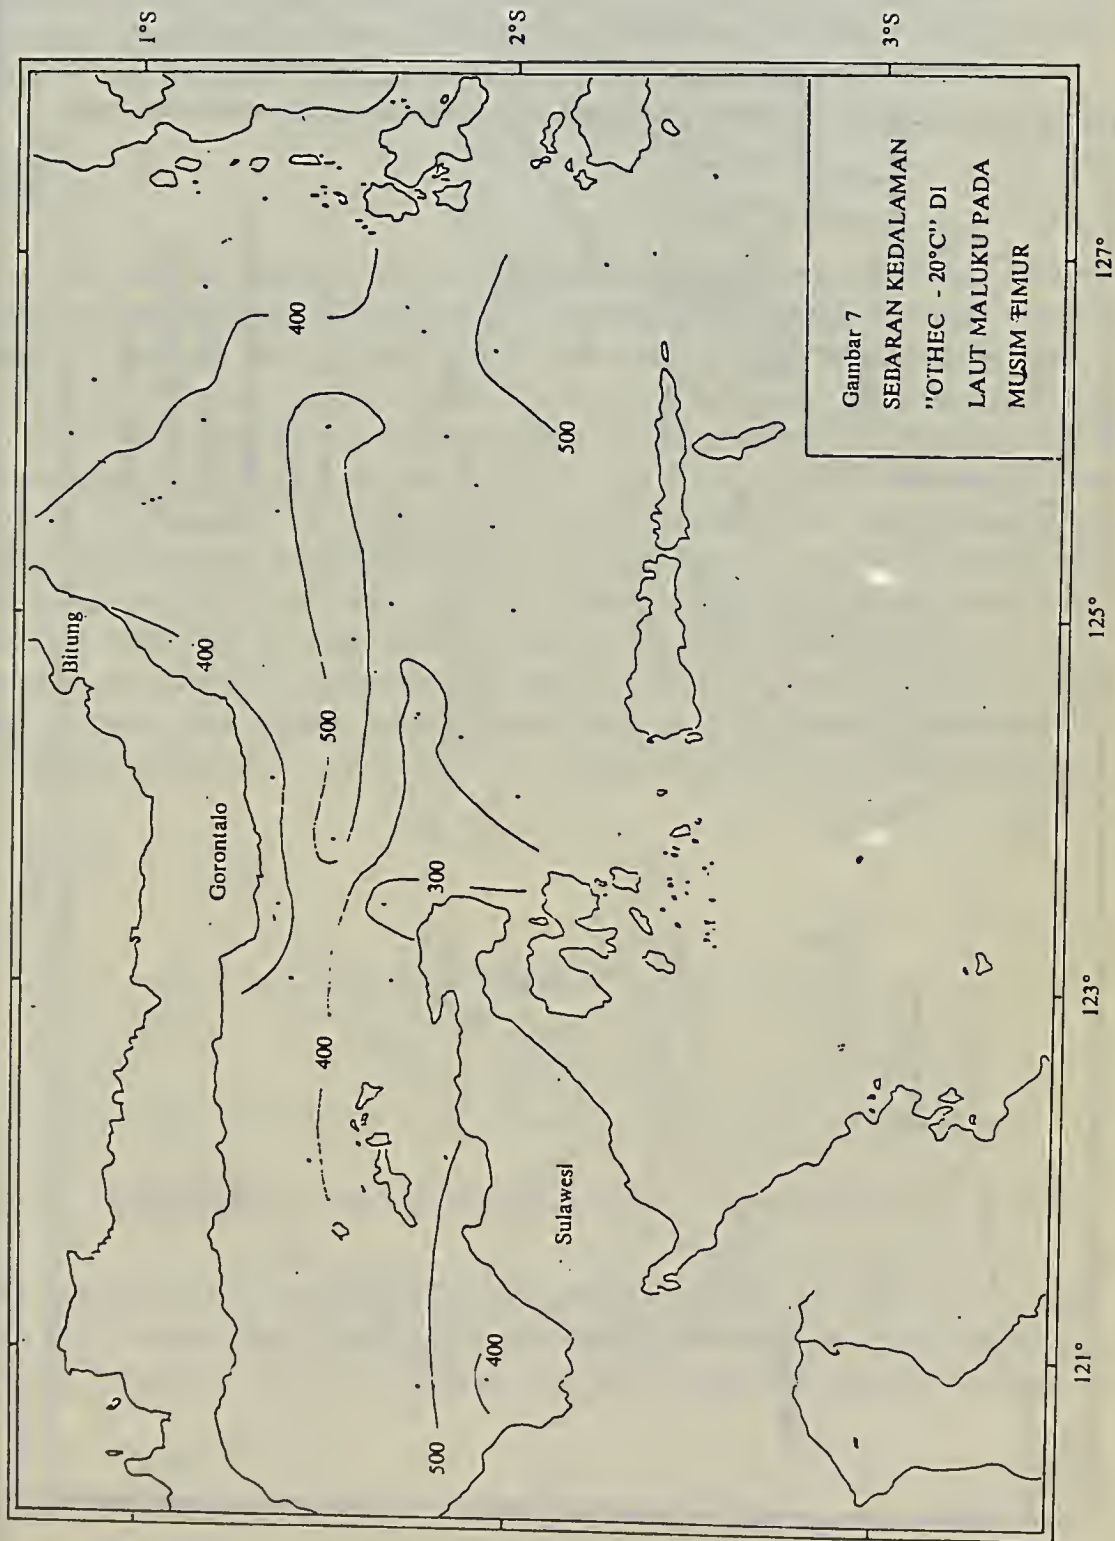 1°S
2°S
3°S
Bitung
Gorontalo
Sulawesi
400
400
500
500
300
400
500
400
121°
123°
125°
127°
Gambar 7
SEBARAN KEDALAMAN
"OTHEC - 20°C" DI
LAUT MALUKU PADA
MUSIM TIMUR